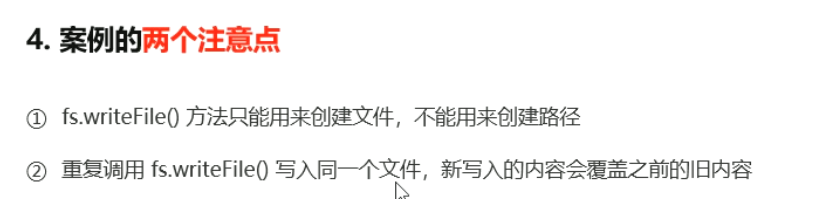 4. 案例的两个注意点
① fs.writeFile() 方法只能用来创建文件，不能用来创建路径
② 重复调用 fs.writeFile() 写入同一个文件，新写入的内容会覆盖之前的旧内容